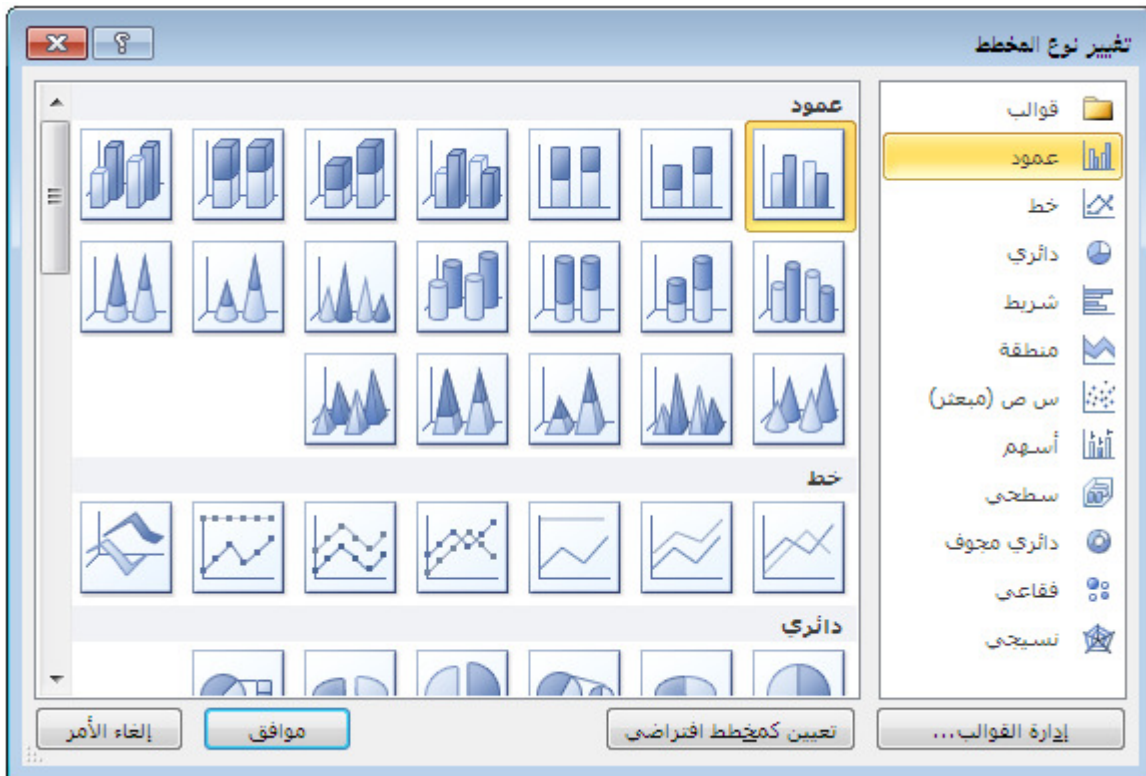 تغيير نوع المخطط
قوالب
عمود
خط
دائري
شريط
منطقة
س ص (مبعثر)
أسهم
سطحي
دائري مجوف
فقاعي
نسيجي
عمود
خط
دائري
إدارة القوالب...
تعيين كمخطط افتراضي
موافق
إلغاء الأمر